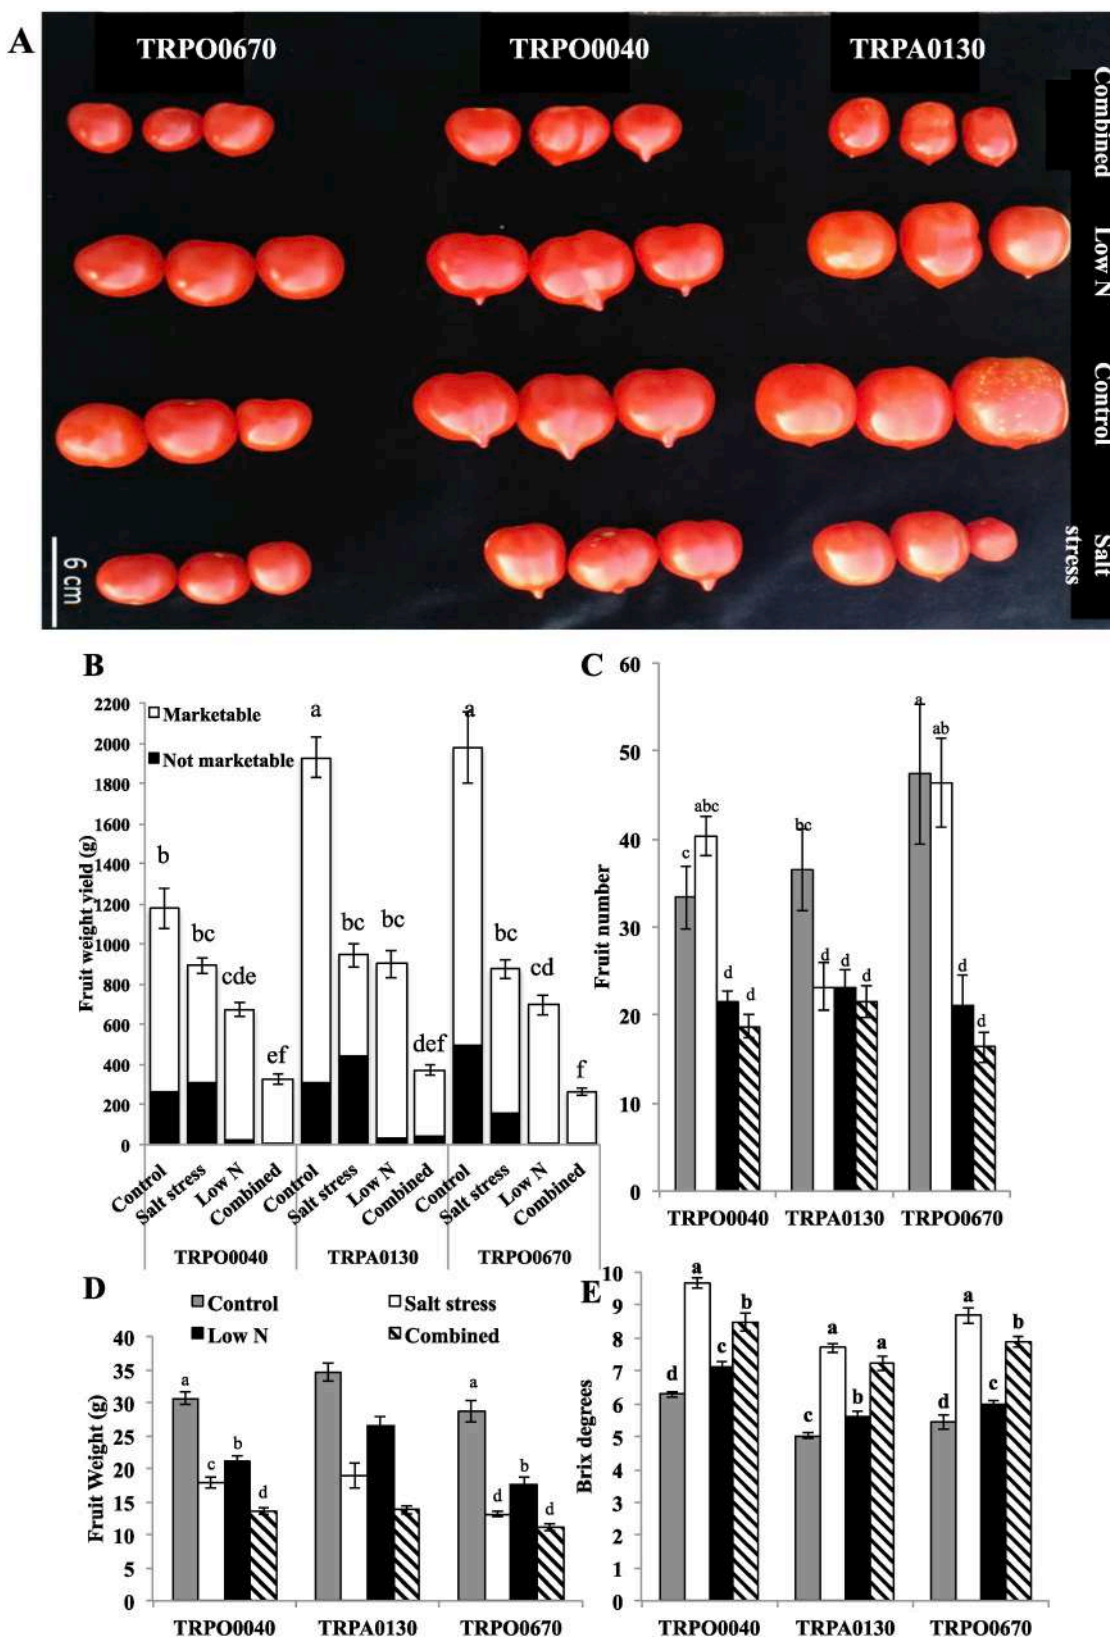 A
TRPO0670 TRPO0040 TRPA0130
Combined
Low N
Control
Salt
stress
6 cm
B
Fruit weight yield (g)
2200
2000
1800
1600
1400
1200
1000
800
600
400
200
0
Marketable
Not marketable
b bc cde ef a bc bc def a bc cd f
Control Salt stress Low N Combined Control Salt stress Low N Combined Control Salt stress Low N Combined
TRPO0040 TRPA0130 TRPO0670
C
Fruit number
60
50
40
30
20
10
0
c abc d d bc d d d a ab d d
TRPO0040 TRPA0130 TRPO0670
D
Control Salt stress
Low N Combined
Fruit Weight (g)
40
35
30
25
20
15
10
5
0
a c b d a d b d
TRPO0040 TRPA0130 TRPO0670
E
Brix degrees
10
9
8
7
6
5
4
3
2
1
0
d a c b c a b a d a c b
TRPO0040 TRPA0130 TRPO0670